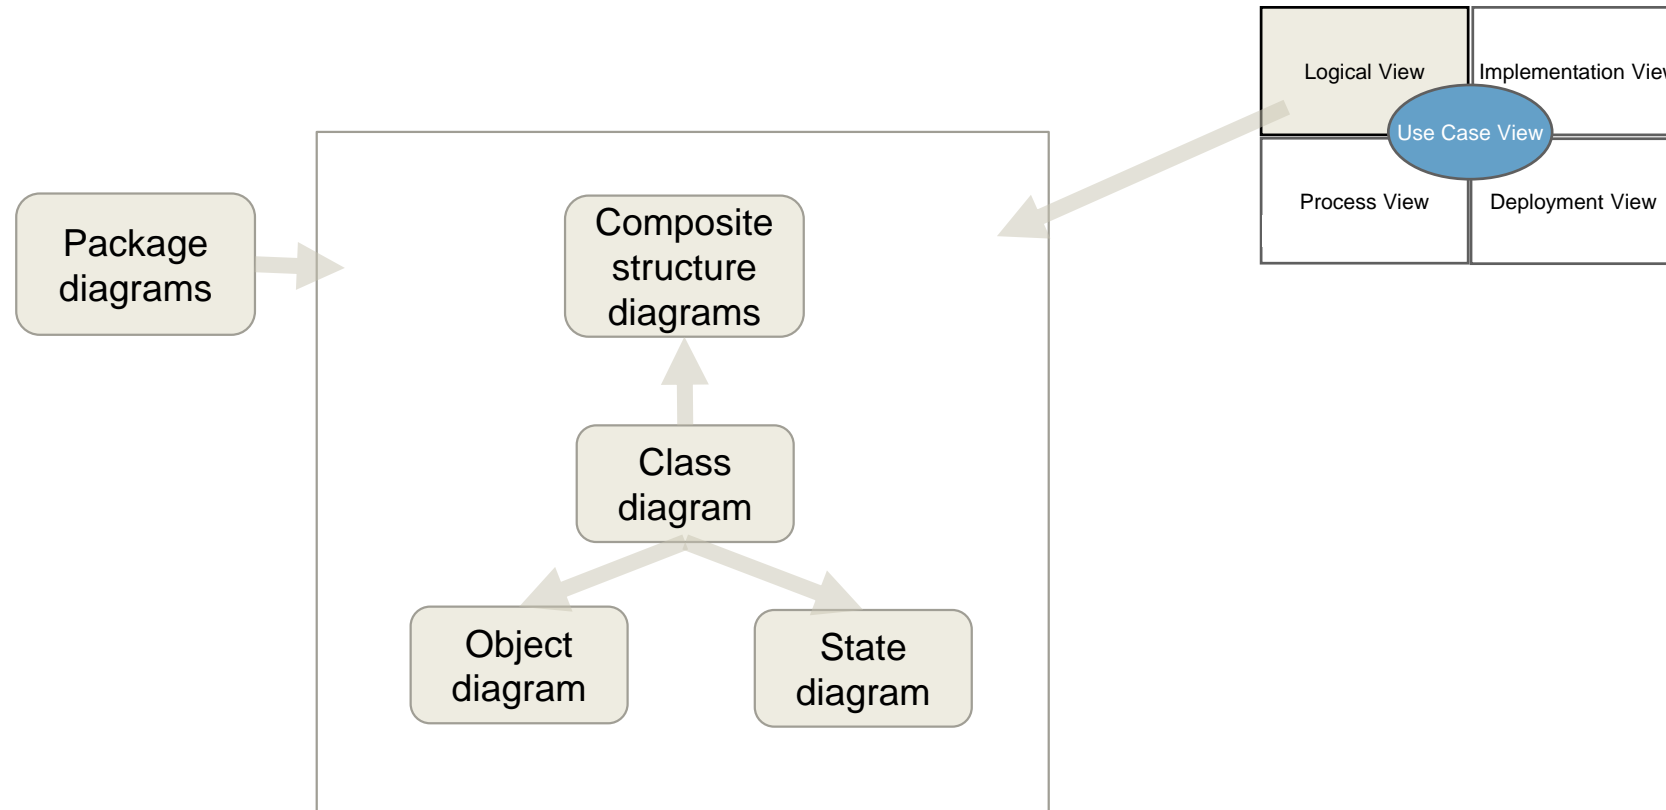 Logical View
Implementation View
Use Case View
Process View
Deployment View
Package
diagrams
Composite
structure
diagrams
Class
diagram
Object
diagram
State
diagram